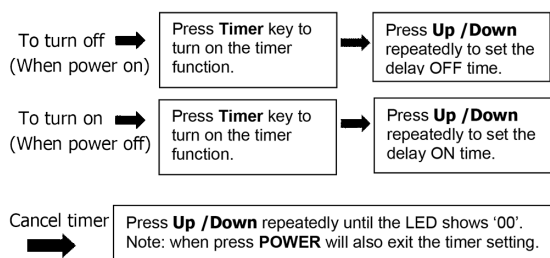 To turn off
(When power on)
Press Timer key to
turn on the timer
function.
Press Up /Down
repeatedly to set the
delay OFF time.
To turn on
(When power off)
Press Timer key to
turn on the timer
function.
Press Up /Down
repeatedly to set the
delay ON time.
Cancel timer
Press Up /Down repeatedly until the LED shows ‘00’.
Note: when press POWER will also exit the timer setting.